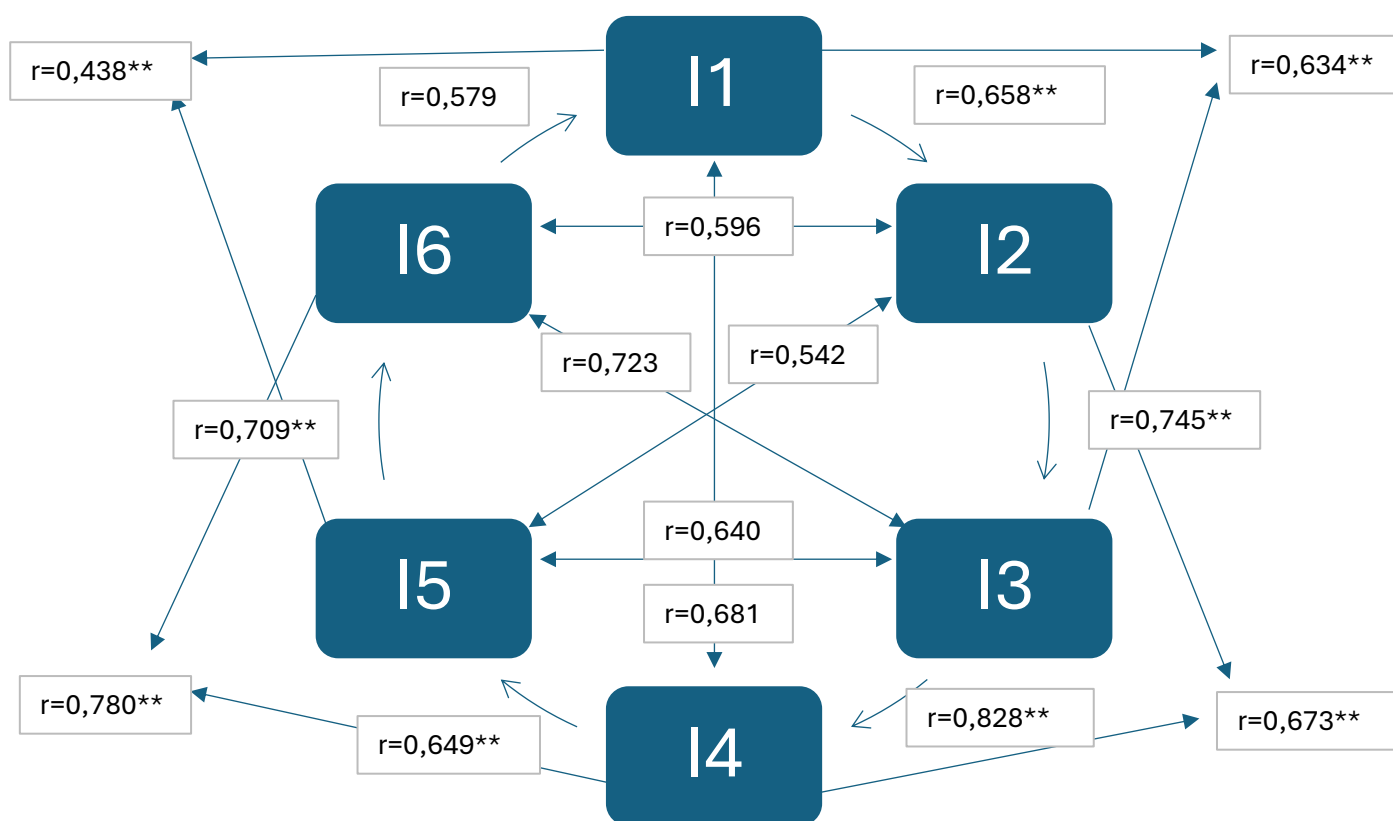 I1
r=0,438**
r=0,634**
r=0,579
r=0,658**
r=0,596
I6
I2
r=0,723
r=0,542
r=0,709**
r=0,745**
r=0,640
I5
I3
r=0,681
r=0,780**
r=0,649**
I4
r=0,828**
r=0,673**